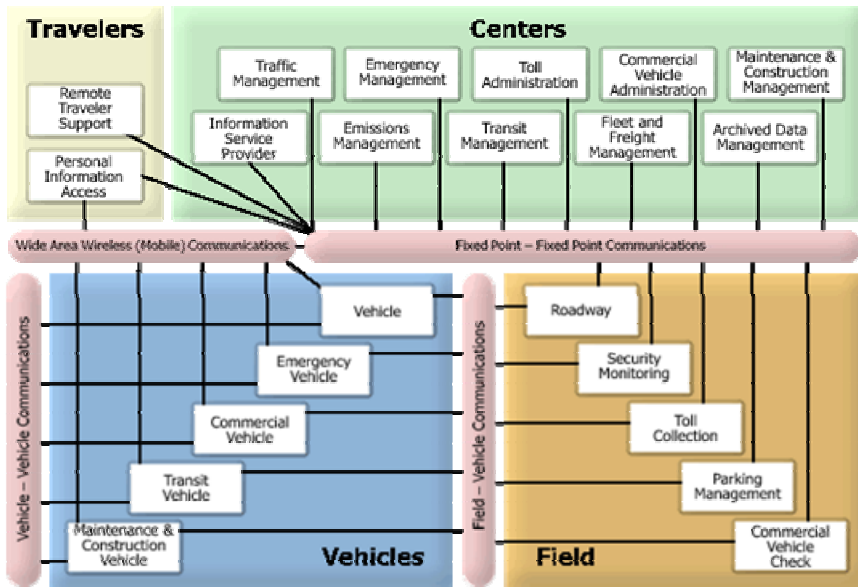 Travelers
Remote
Traveler
Support
Personal
Information
Access
Centers
Traffic
Management
Emergency
Management
Toll
Administration
Commercial
Vehicle
Administration
Maintenance &
Construction
Management
Information
Service
Provider
Emissions
Management
Transit
Management
Fleet and
Freight
Management
Archived Data
Management
Wide Area Wireless (Mobile) Communications
Fixed Point – Fixed Point Communications
Vehicle – Vehicle Communications
Vehicle
Emergency
Vehicle
Commercial
Vehicle
Transit
Vehicle
Maintenance &
Construction
Vehicle
Vehicles
Field – Vehicle Communications
Roadway
Security
Monitoring
Toll
Collection
Parking
Management
Commercial
Vehicle
Check
Field